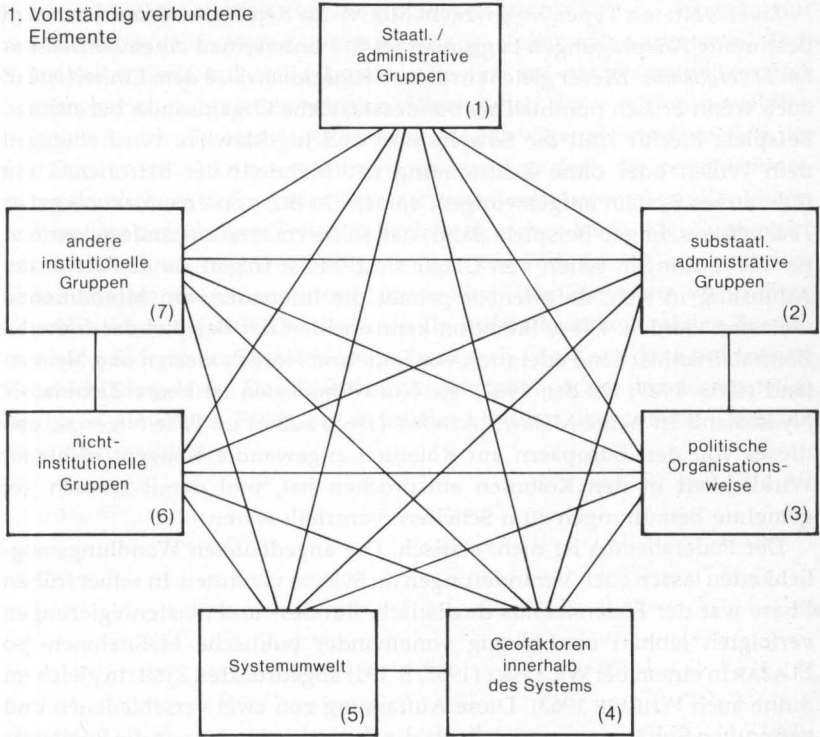 1. Vollständig verbundene
Elemente
Staatl. /
administrative
Gruppen
(1)
andere
institutionelle
Gruppen
(7)
substaatl.
administrative
Gruppen
(2)
nicht-
institutionelle
Gruppen
(6)
politische
Organisations-
weise
(3)
Systemumwelt
(5)
Geofaktoren
innerhalb
des Systems
(4)